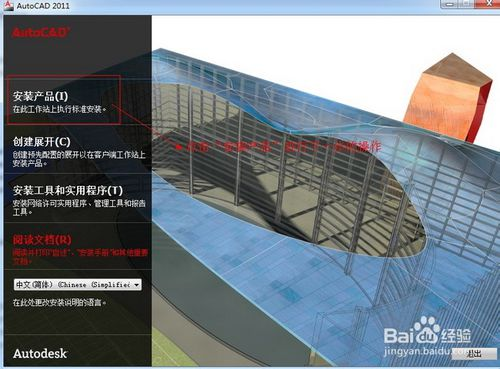 AutoCAD 2011
AutoCAD
安装产品(I)
在此工作站上执行标准安装。
创建展开(C)
创建预先配置的展开以在客户端工作站上
安装产品。
安装工具和实用程序(T)
安装网络许可实用程序、管理工具和报告
工具。
阅读文档(R)
阅读并打印“自述”、“安装手册”和其他重要
文档。
中文(简体) (Chinese (Simplifie
在此处更改安装说明的语言。
Autodesk
点击“安装产品”进行下一步的操作
退出
Baidu经验
jingyan.baidu.com